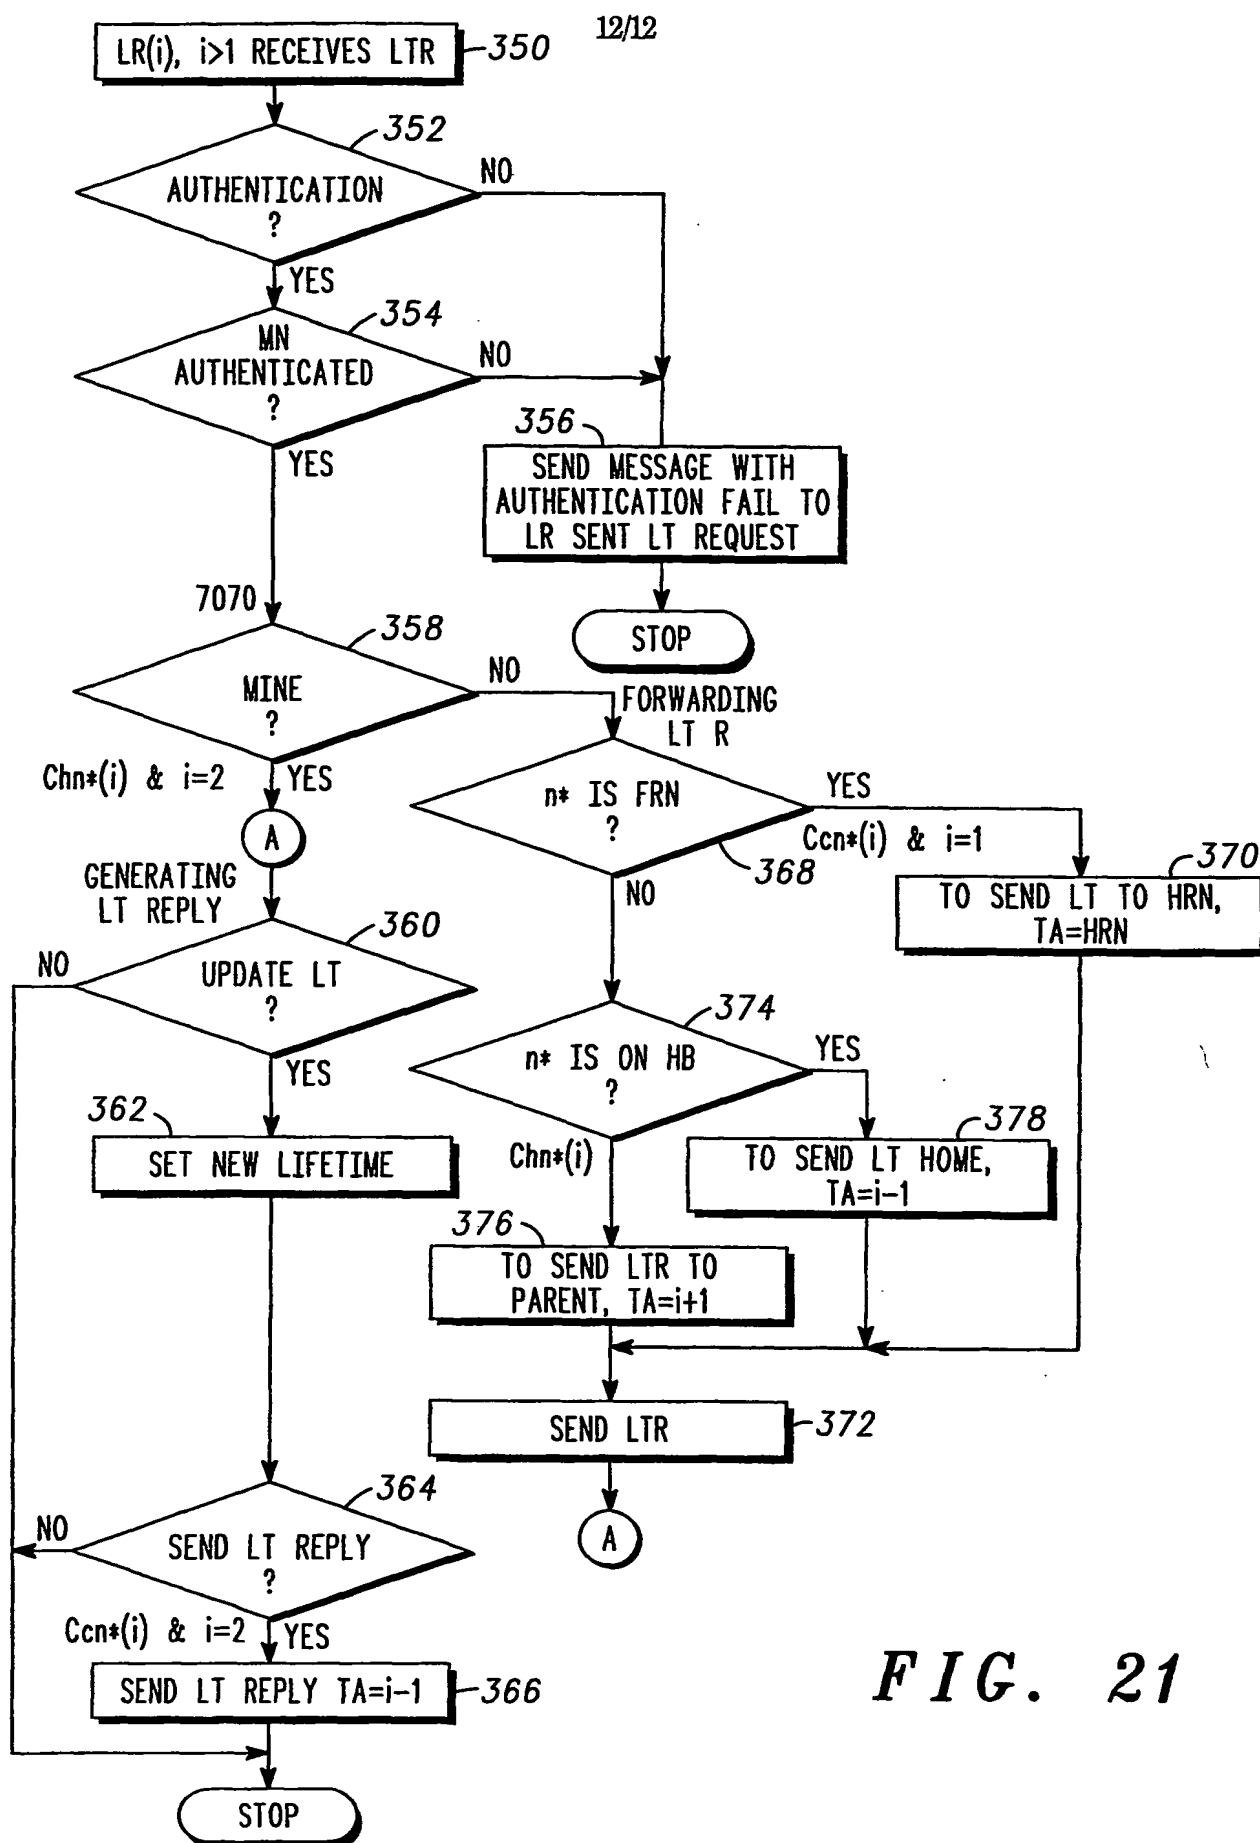 12/12
LR(i), i>1 RECEIVES LTR
350
352
AUTHENTICATION
?
NO
YES
354
MN
AUTHENTICATED
?
NO
YES
356
SEND MESSAGE WITH
AUTHENTICATION FAIL TO
LR SENT LT REQUEST
STOP
7070
358
MINE
?
NO
FORWARDING
LT R
Chn*(i) & i=2
YES
A
n* IS FRN
?
YES
Ccn*(i) & i=1
368
NO
370
TO SEND LT TO HRN,
TA=HRN
GENERATING
LT REPLY
360
NO
UPDATE LT
?
YES
374
n* IS ON HB
?
YES
Chn*(i)
362
SET NEW LIFETIME
378
TO SEND LT HOME,
TA=i-1
376
TO SEND LTR TO
PARENT, TA=i+1
SEND LTR
372
A
364
NO
SEND LT REPLY
?
Ccn*(i) & i=2
YES
SEND LT REPLY TA=i-1
366
STOP
FIG. 21